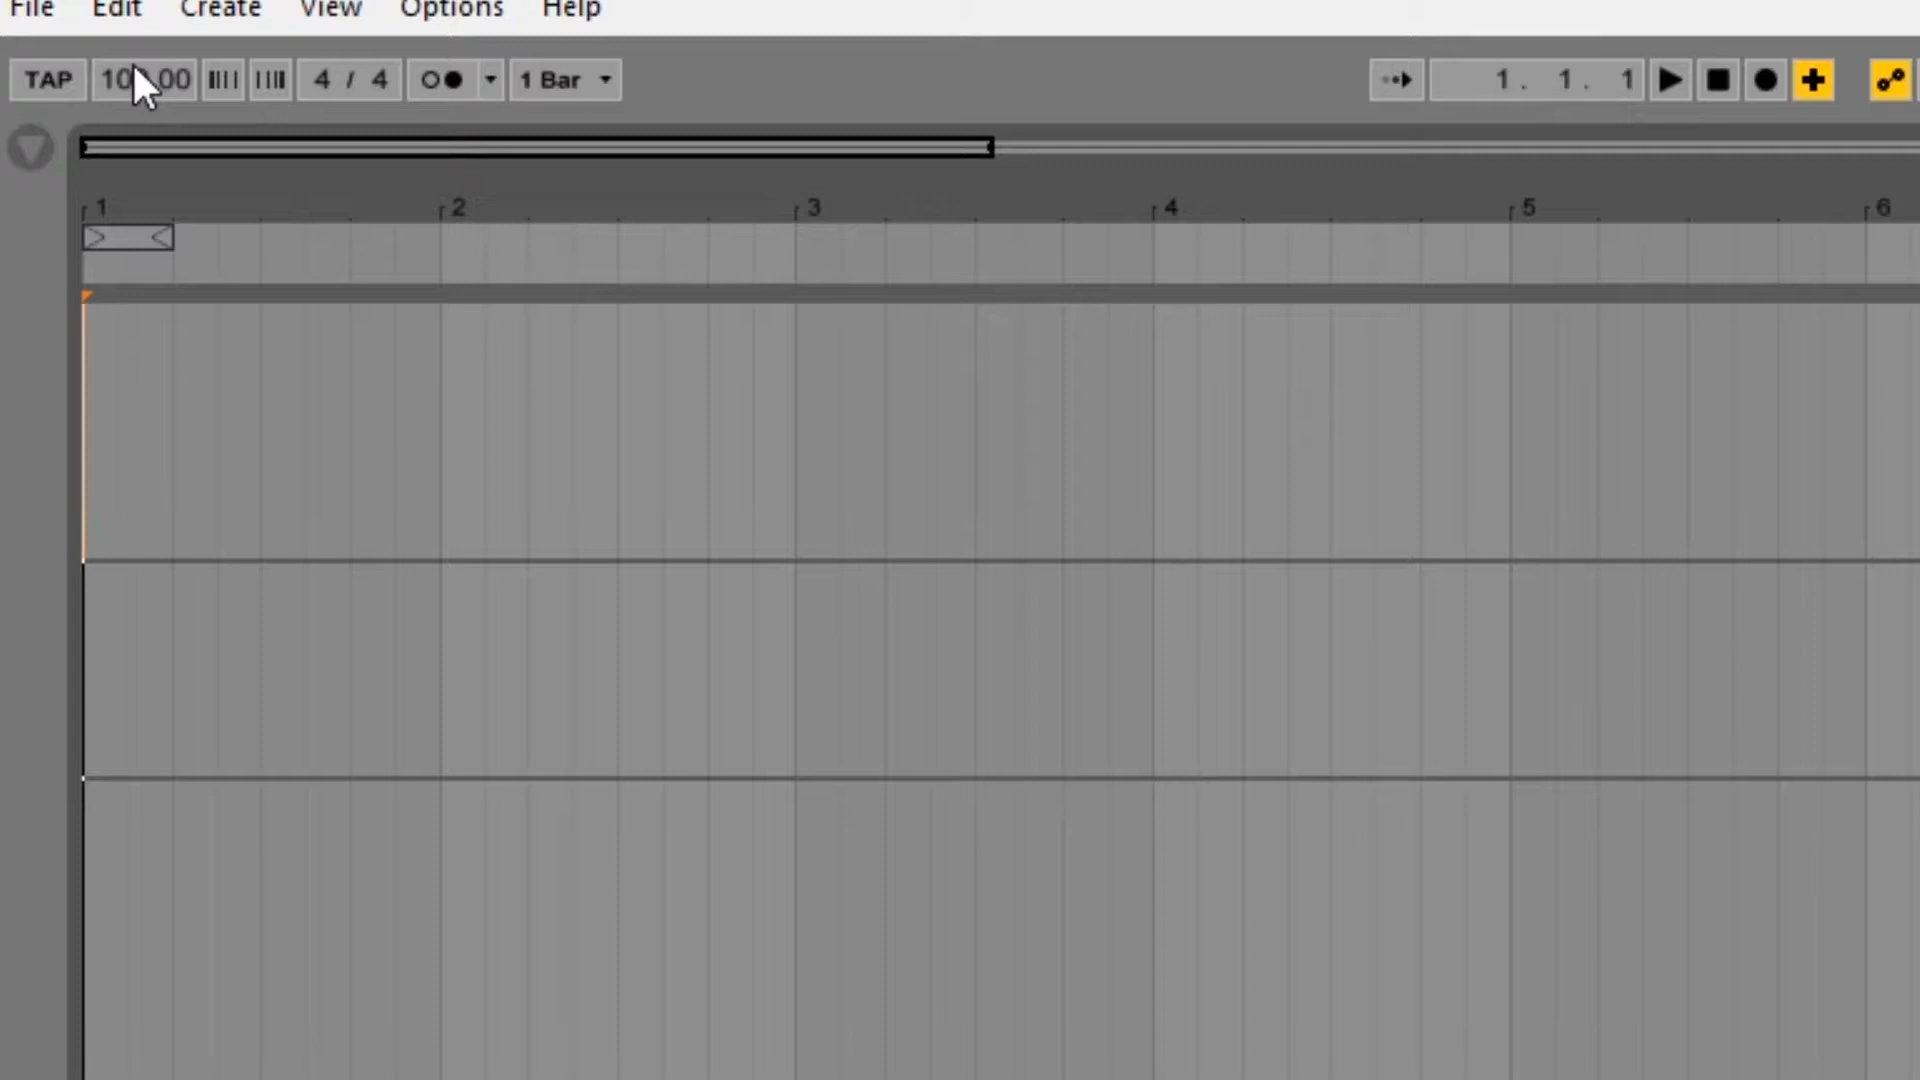 File Edit Create View Options Help
TAP 4 / 4 1 Bar 1. 1. 1
1 2 3 4 5 6